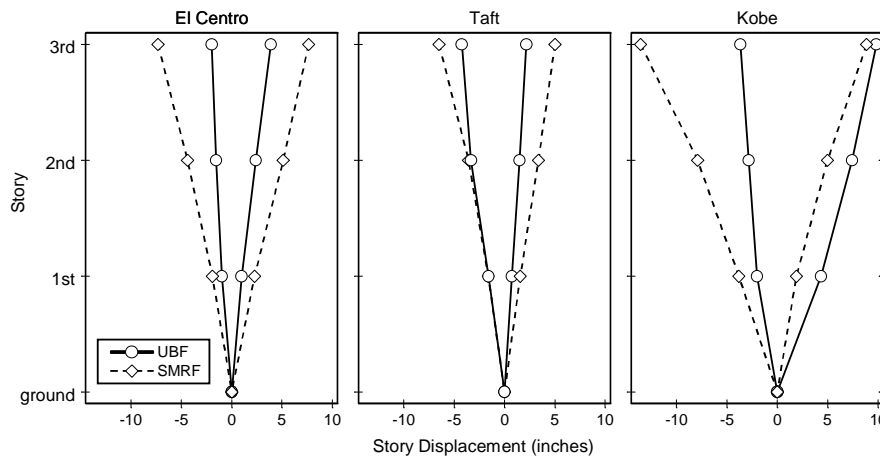 El Centro
Taft
Kobe
3rd
2nd
1st
ground
Story
UBF
SMRF
-10 -5 0 5 10
-10 -5 0 5 10
-10 -5 0 5 10
Story Displacement (inches)